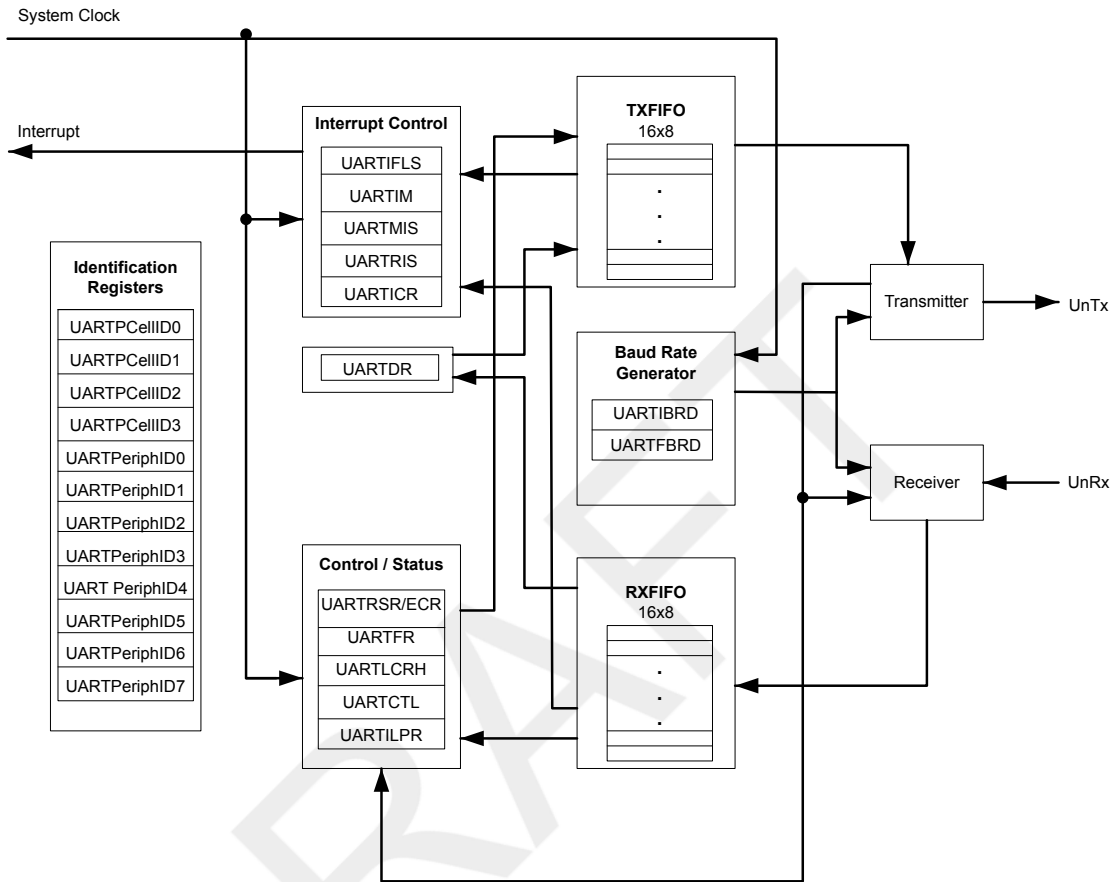 System Clock
Interrupt
Identification
Registers
UARTPCellID0
UARTPCellID1
UARTPCellID2
UARTPCellID3
UARTPeriphID0
UARTPeriphID1
UARTPeriphID2
UARTPeriphID3
UART PeriphID4
UARTPeriphID5
UARTPeriphID6
UARTPeriphID7
Interrupt Control
UARTIFLS
UARTIM
UARTMIS
UARTRIS
UARTICR
UARTDR
Control / Status
UARTRSR/ECR
UARTFR
UARTLCRH
UARTCTL
UARTILPR
TXFIFO
16x8
.
.
.
Baud Rate
Generator
UARTIBRD
UARTFBRD
RXFIFO
16x8
.
.
.
Transmitter
UnTx
Receiver
UnRx
RAFT